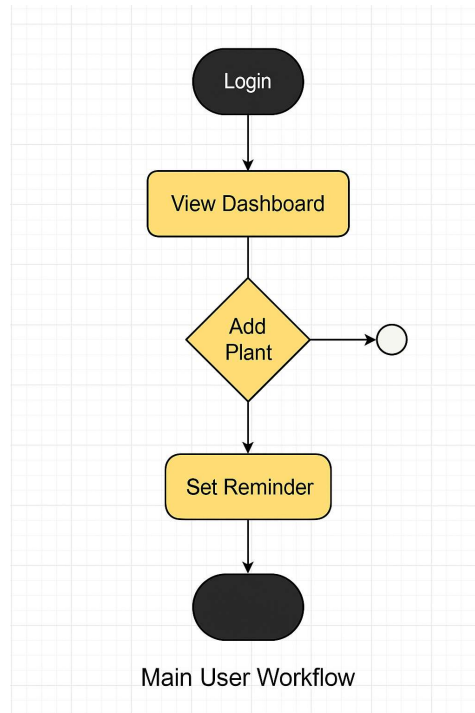 Login
View Dashboard
Add
Plant
Set Reminder
Main User Workflow